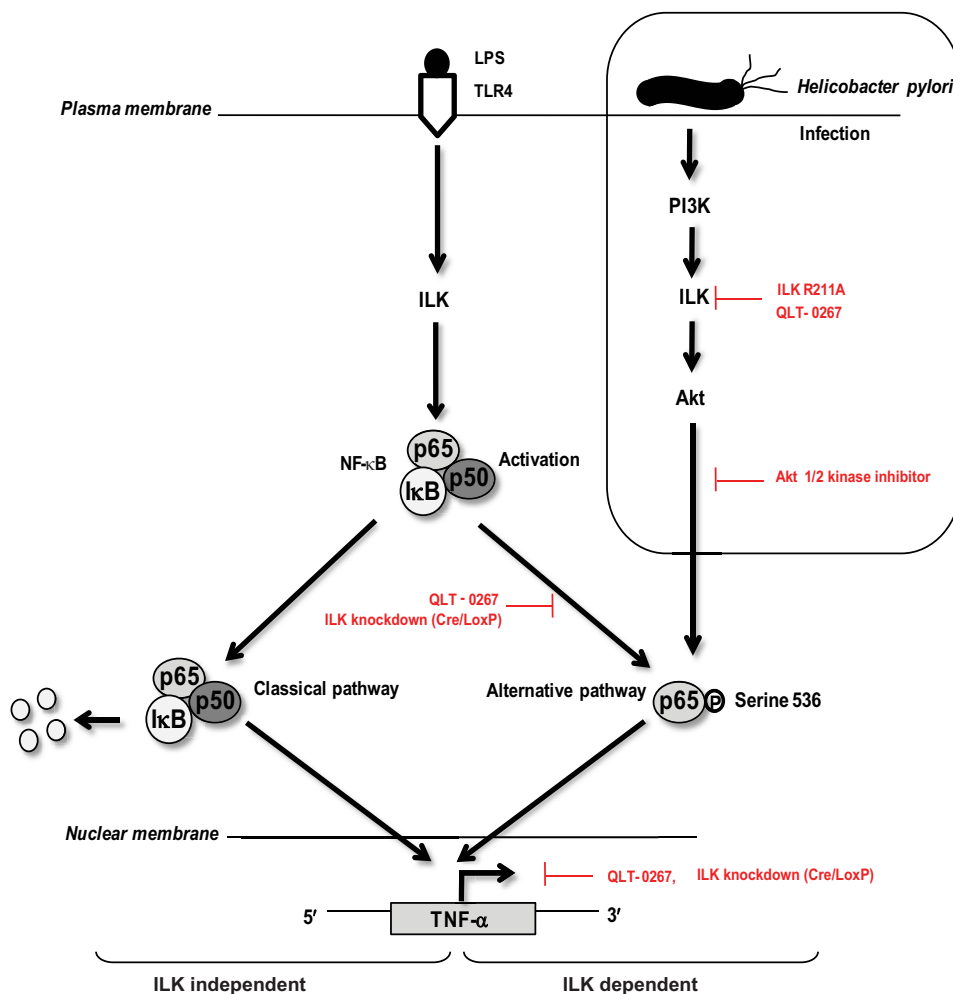 LPS
TLR4
Plasma membrane
Helicobacter pylori
Infection
PI3K
ILK
ILK
ILK R211A
QLT- 0267
Akt
NF-κB
p65
p50
IκB
Activation
Akt 1/2 kinase inhibitor
QLT - 0267
ILK knockdown (Cre/LoxP)
p65
p50
IκB
Classical pathway
Alternative pathway
p65
P
Serine 536
Nuclear membrane
QLT- 0267, ILK knockdown (Cre/LoxP)
5′
TNF-α
3′
ILK independent
ILK dependent